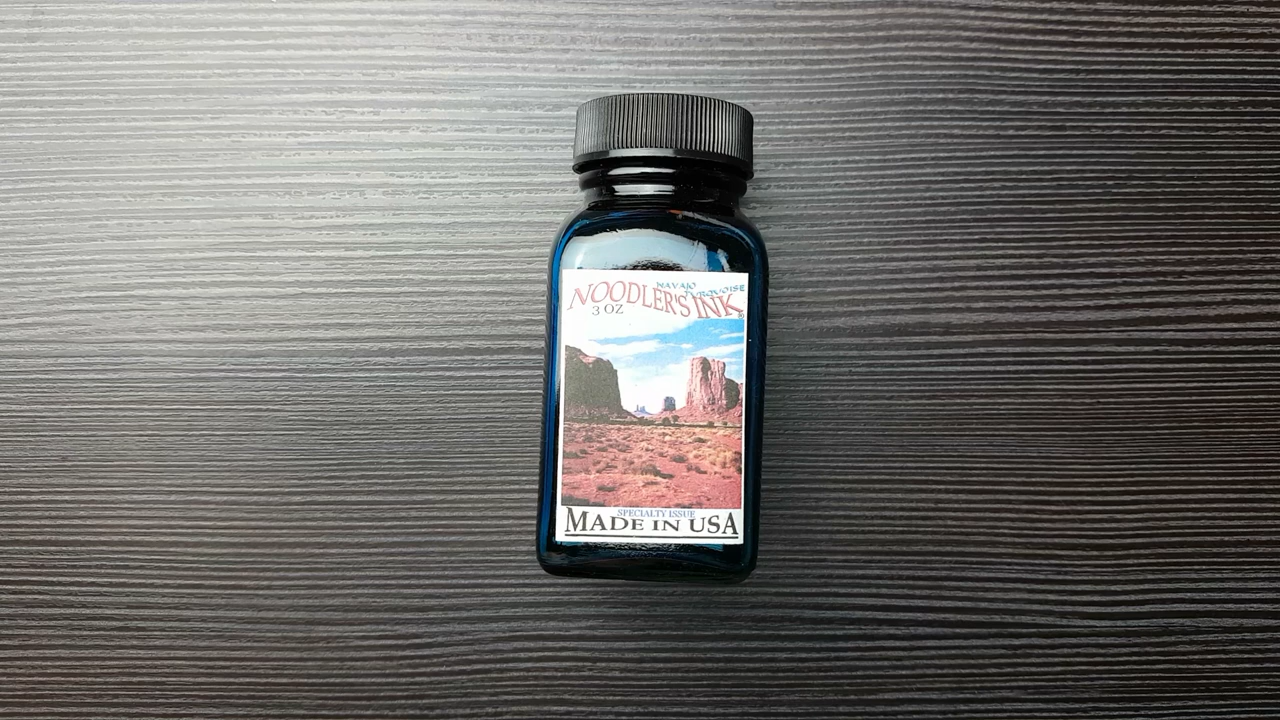 NAVAJO
TURQUOISE
NOODLER'S INK®
3 OZ
SPECIALTY ISSUE
MADE IN USA